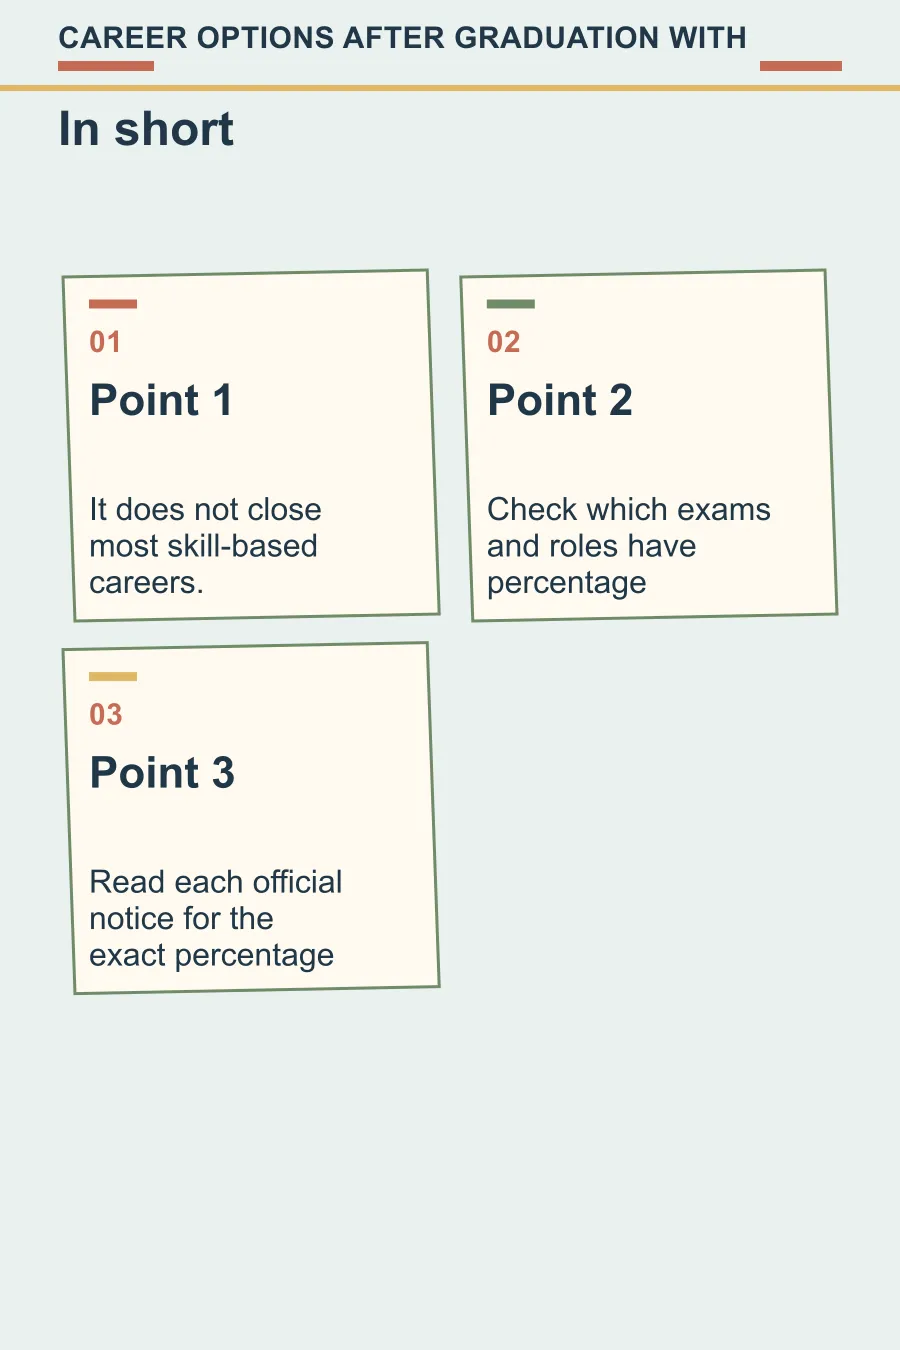 CAREER OPTIONS AFTER GRADUATION WITH
In short
01
Point 1
It does not close
most skill-based
careers.
02
Point 2
Check which exams
and roles have
percentage
03
Point 3
Read each official
notice for the
exact percentage